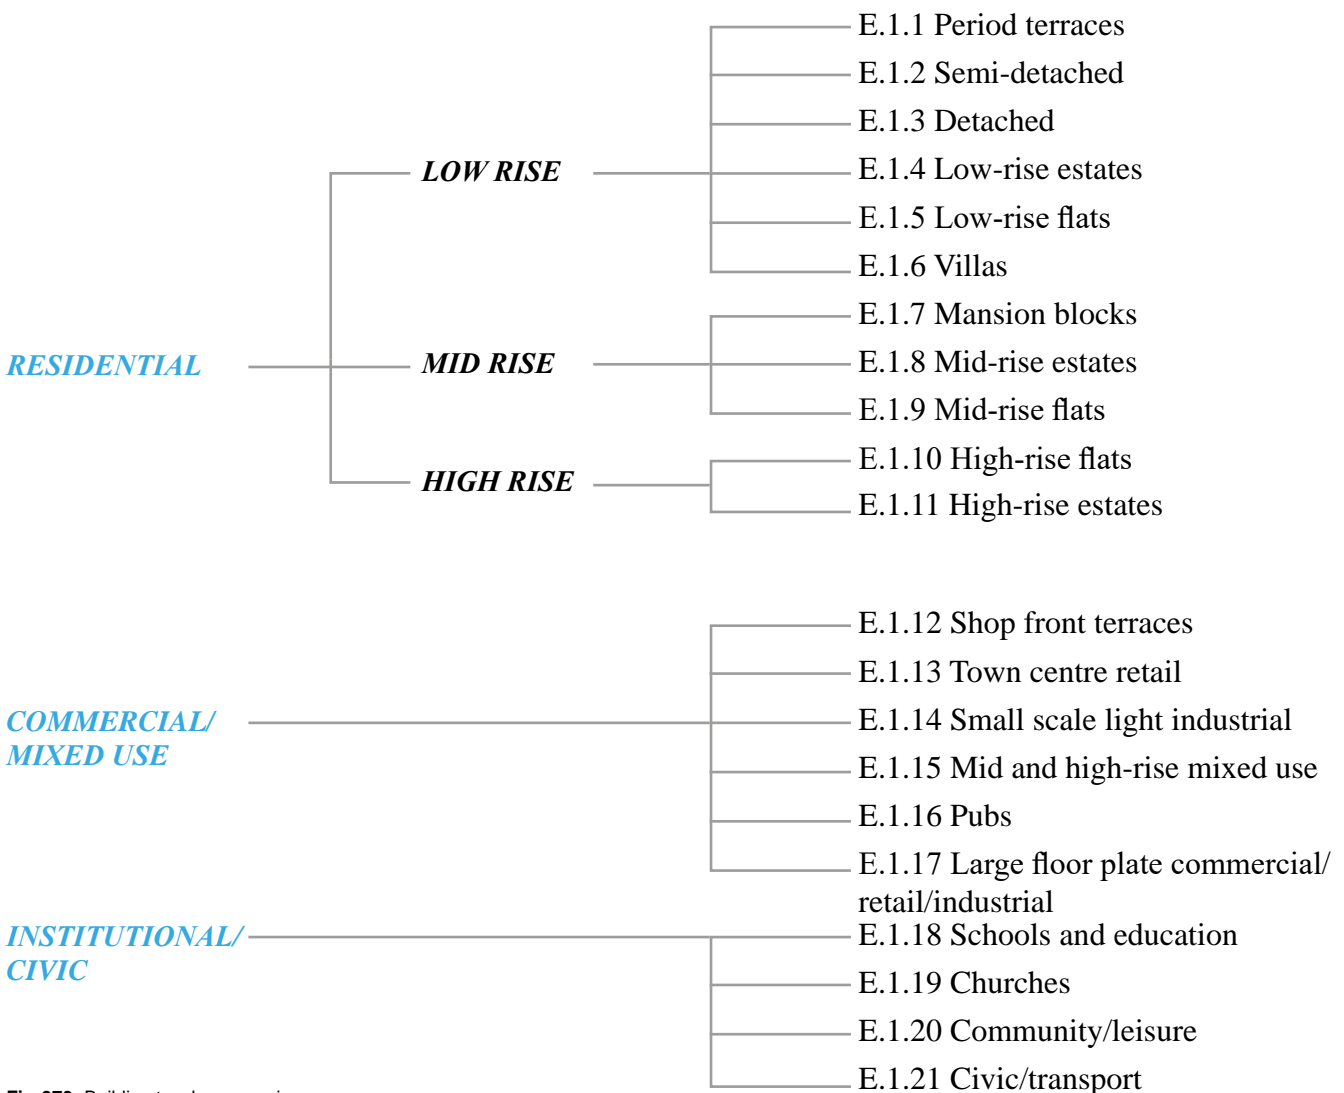 RESIDENTIAL
LOW RISE
E.1.1 Period terraces
E.1.2 Semi-detached
E.1.3 Detached
E.1.4 Low-rise estates
E.1.5 Low-rise flats
E.1.6 Villas
MID RISE
E.1.7 Mansion blocks
E.1.8 Mid-rise estates
E.1.9 Mid-rise flats
HIGH RISE
E.1.10 High-rise flats
E.1.11 High-rise estates
COMMERCIAL/
MIXED USE
E.1.12 Shop front terraces
E.1.13 Town centre retail
E.1.14 Small scale light industrial
E.1.15 Mid and high-rise mixed use
E.1.16 Pubs
E.1.17 Large floor plate commercial/
retail/industrial
INSTITUTIONAL/
CIVIC
E.1.18 Schools and education
E.1.19 Churches
E.1.20 Community/leisure
E.1.21 Civic/transport